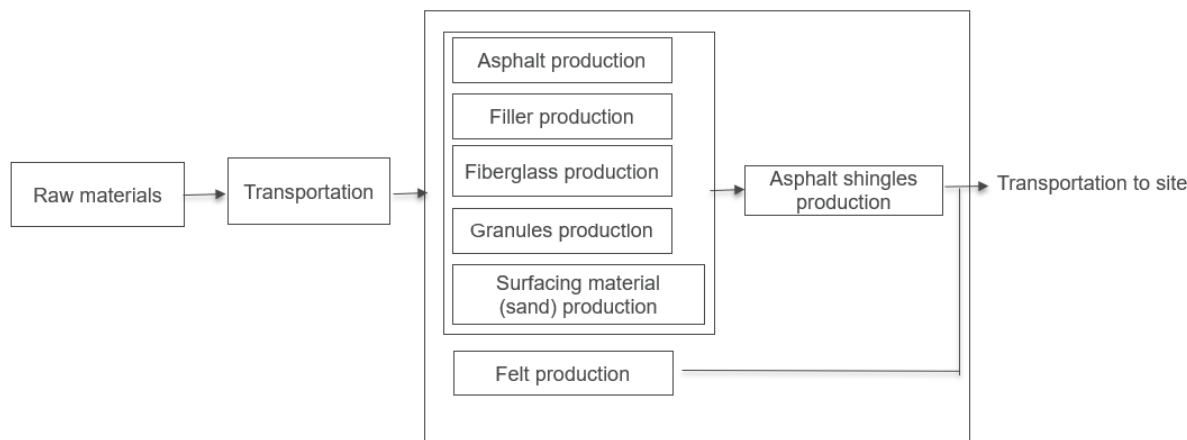 Raw materials
Transportation
Asphalt production
Filler production
Fiberglass production
Granules production
Surfacing material
(sand) production
Felt production
Asphalt shingles
production
Transportation to site